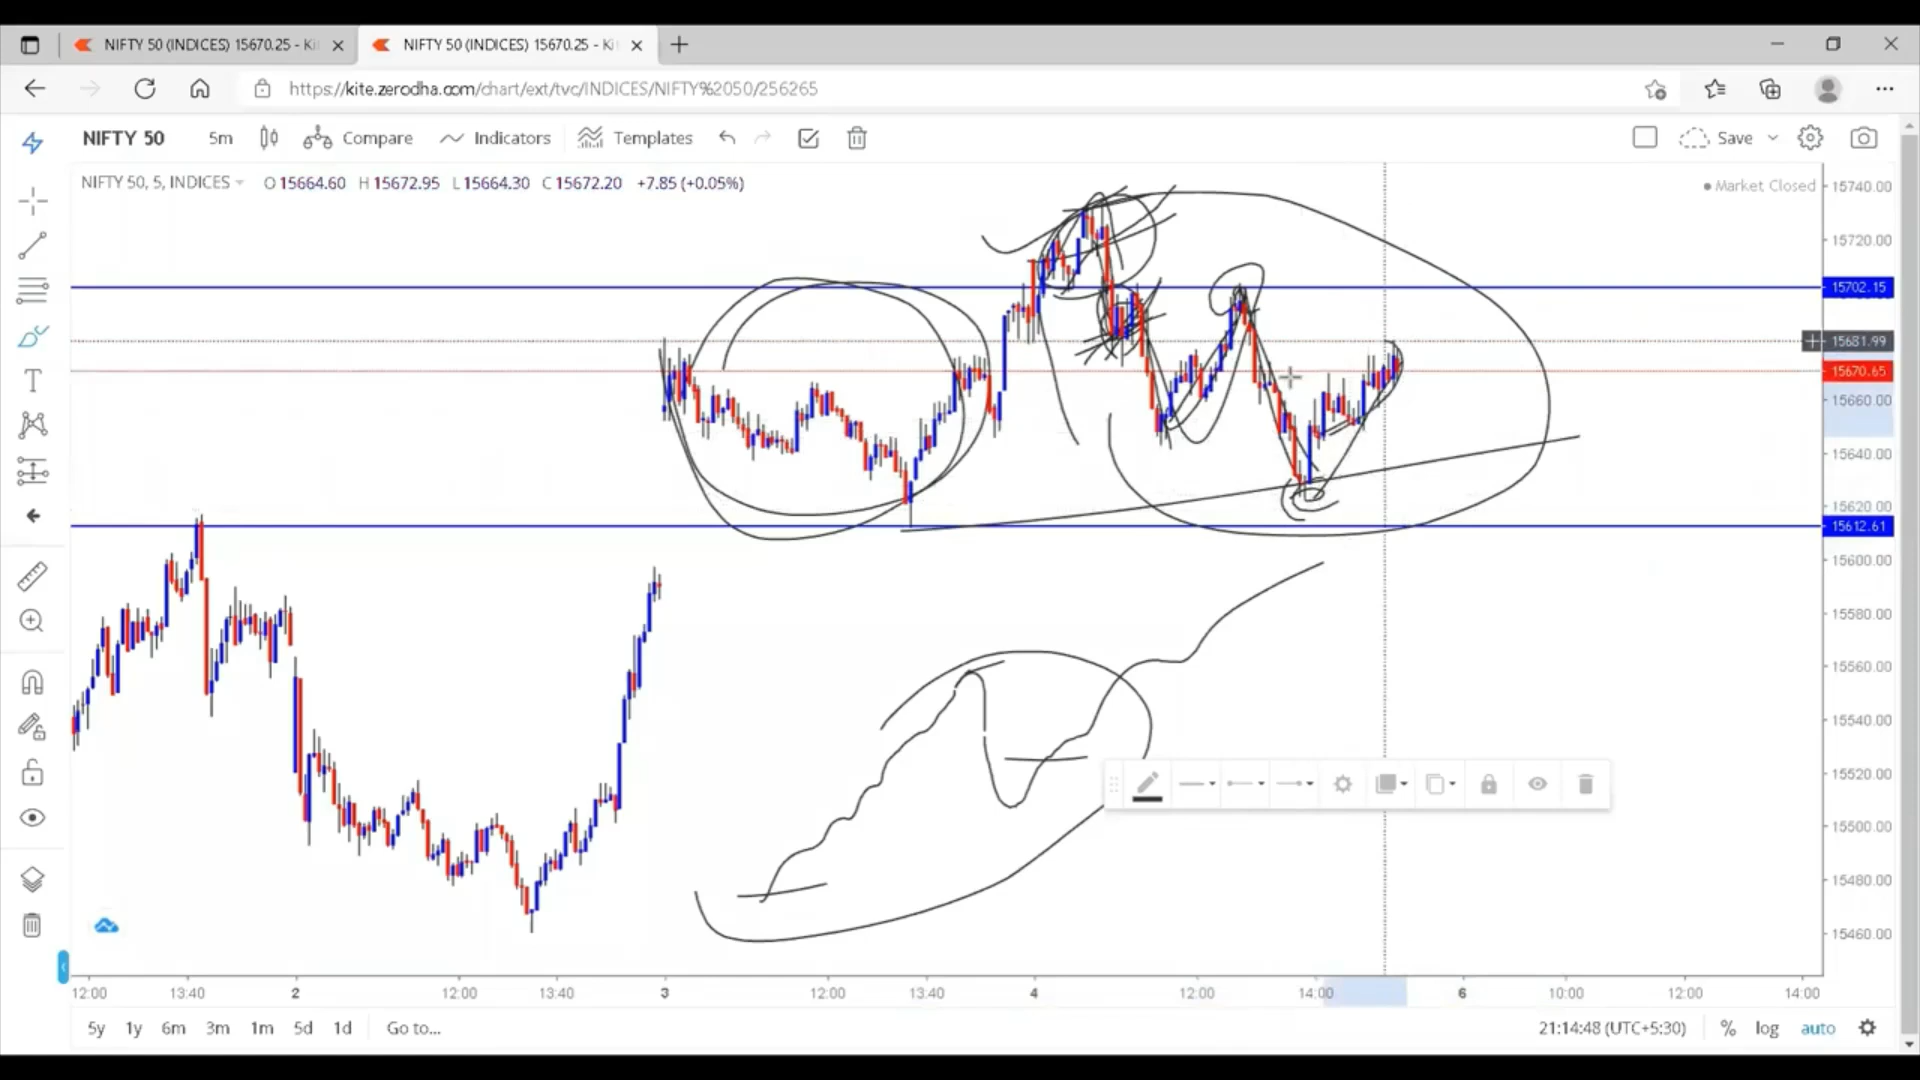 NIFTY 50 (INDICES) 15670.25 - Ki
NIFTY 50 (INDICES) 15670.25 - Ki
https://kite.zerodha.com/chart/ext/tvc/INDICES/NIFTY%2050/256265
NIFTY 50 5m Compare Indicators Templates Save
NIFTY 50, 5, INDICES O 15664.60 H 15672.95 L 15664.30 C 15672.20 +7.85 (+0.05%) Market Closed
15740.00
15720.00
15702.15
15681.99
15670.65
15660.00
15640.00
15620.00
15612.61
15600.00
15580.00
15560.00
15540.00
15520.00
15500.00
15480.00
15460.00
12:00 13:40 2 12:00 13:40 3 12:00 13:40 4 12:00 14:00 6 10:00 12:00 14:00
5y 1y 6m 3m 1m 5d 1d Go to... 21:14:48 (UTC+5:30) % log auto